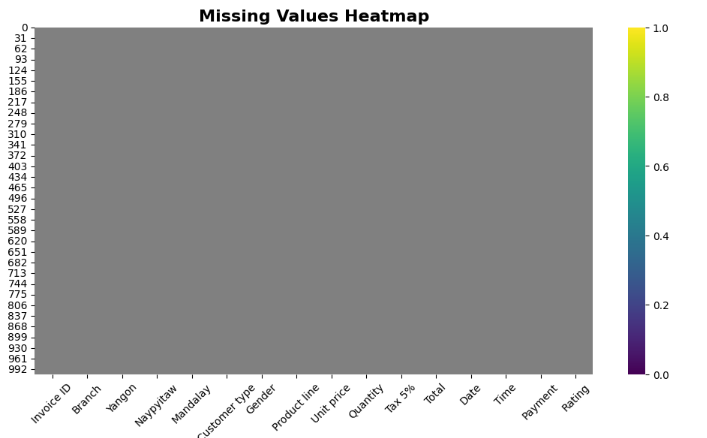 Missing Values Heatmap
0
31
62
93
124
155
186
217
248
279
310
341
372
403
434
465
496
527
558
589
620
651
682
713
744
775
806
837
868
899
930
961
992
Invoice ID
Branch
Yangon
Naypyitaw
Mandalay
Customer type
Gender
Product line
Unit price
Quantity
Tax 5%
Total
Date
Time
Payment
Rating
1.0
0.8
0.6
0.4
0.2
0.0